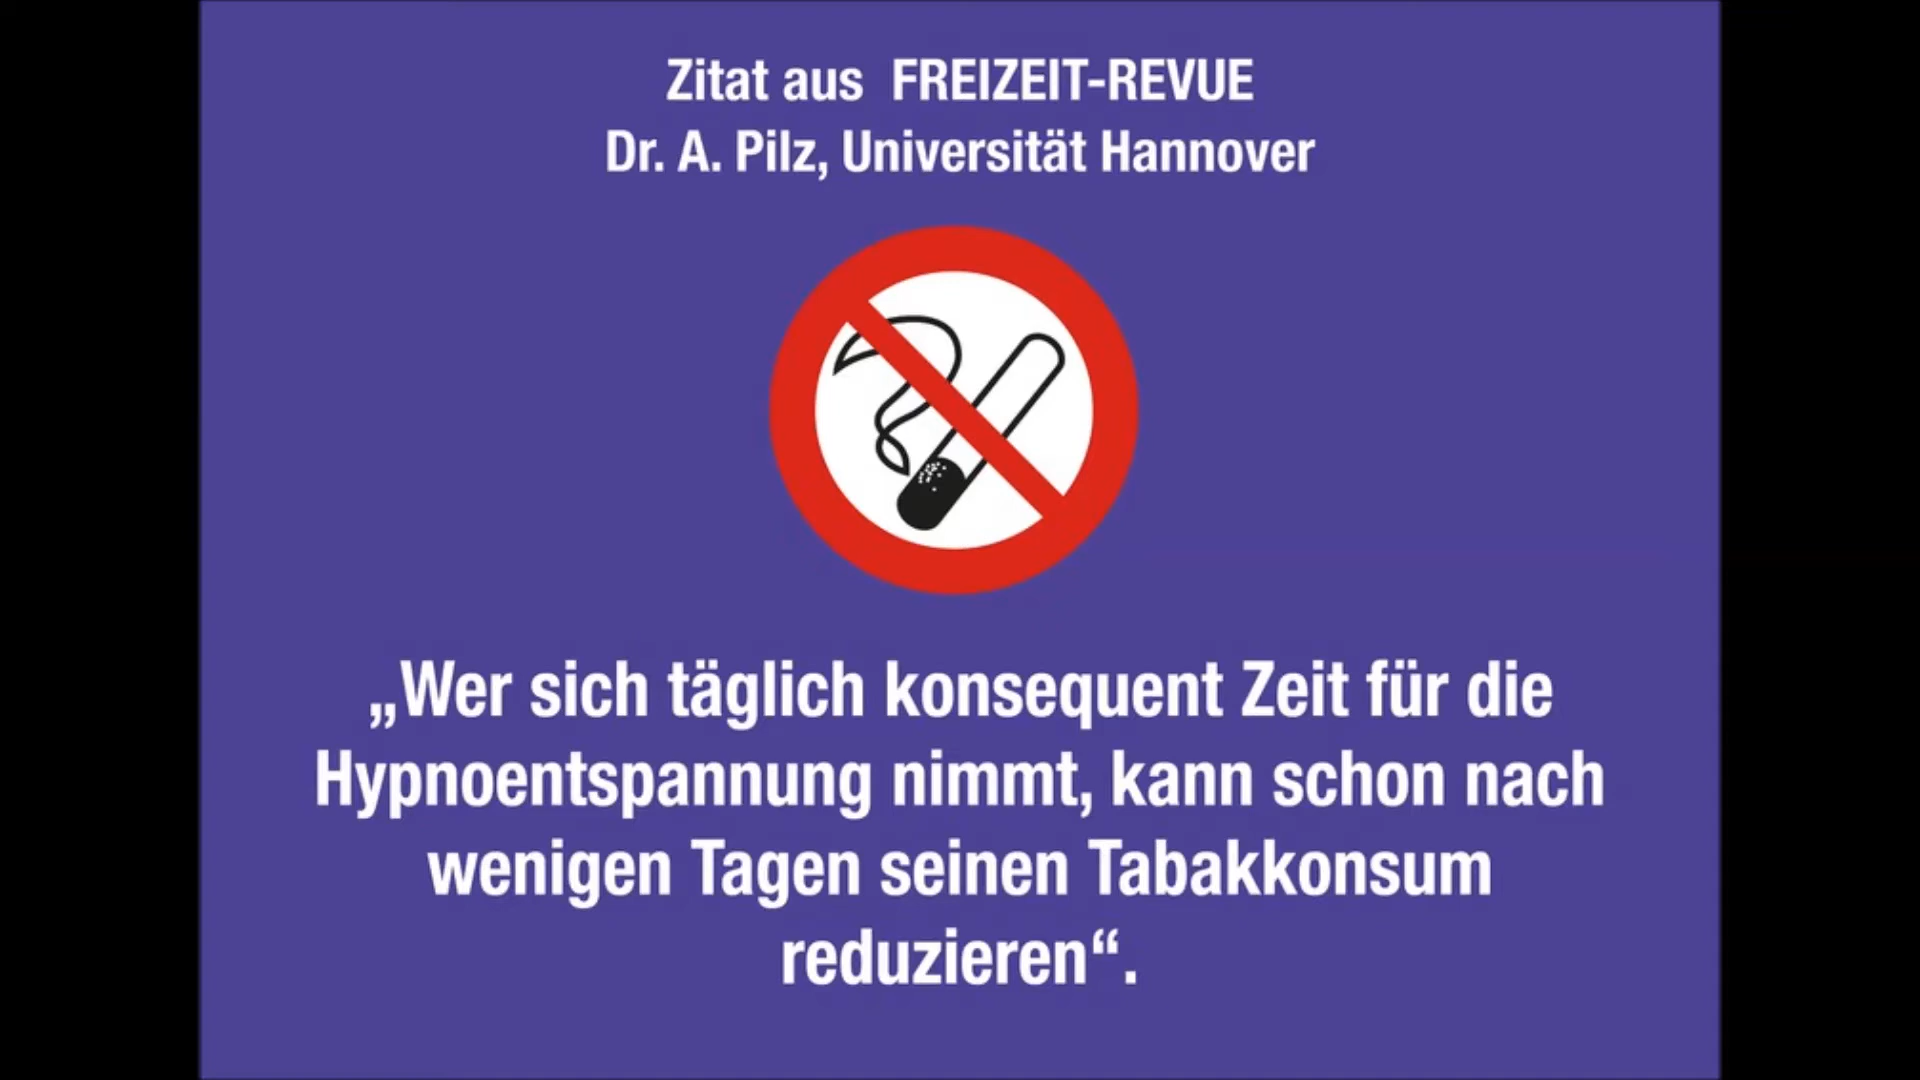 Zitat aus FREIZEIT-REVUE
Dr. A. Pilz, Universität Hannover
„Wer sich täglich konsequent Zeit für die
Hypnoentspannung nimmt, kann schon nach
wenigen Tagen seinen Tabakkonsum
reduzieren“.